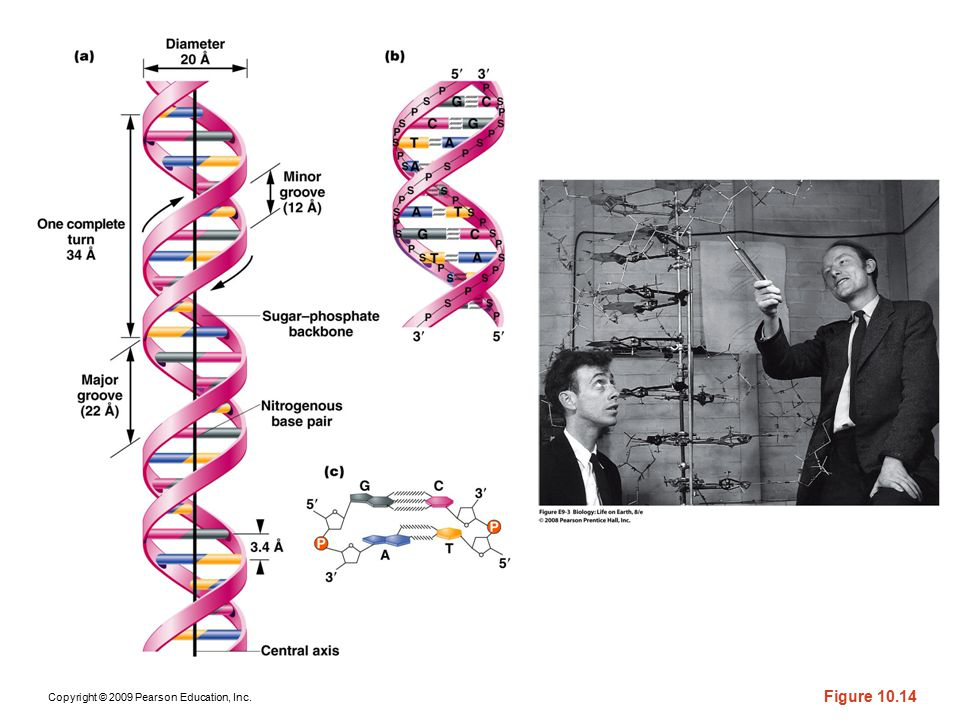 (a)
Diameter
20 Å
Minor
groove
(12 Å)
One complete
turn
34 Å
Sugar–phosphate
backbone
Major
groove
(22 Å)
Nitrogenous
base pair
3.4 Å
Central axis
(b)
5′ 3′
P
S
P
G C
S
P
S
C G
P
S
T A
S
P
A
S
P
S
A T
S
P
G C
S
P
T A
S
P
S
P
3′ 5′
(c)
G C
5′ 3′
P P
A T
3′ 5′
Figure E9-3 Biology: Life on Earth, 8/e
© 2008 Pearson Prentice Hall, Inc.
Copyright © 2009 Pearson Education, Inc.
Figure 10.14